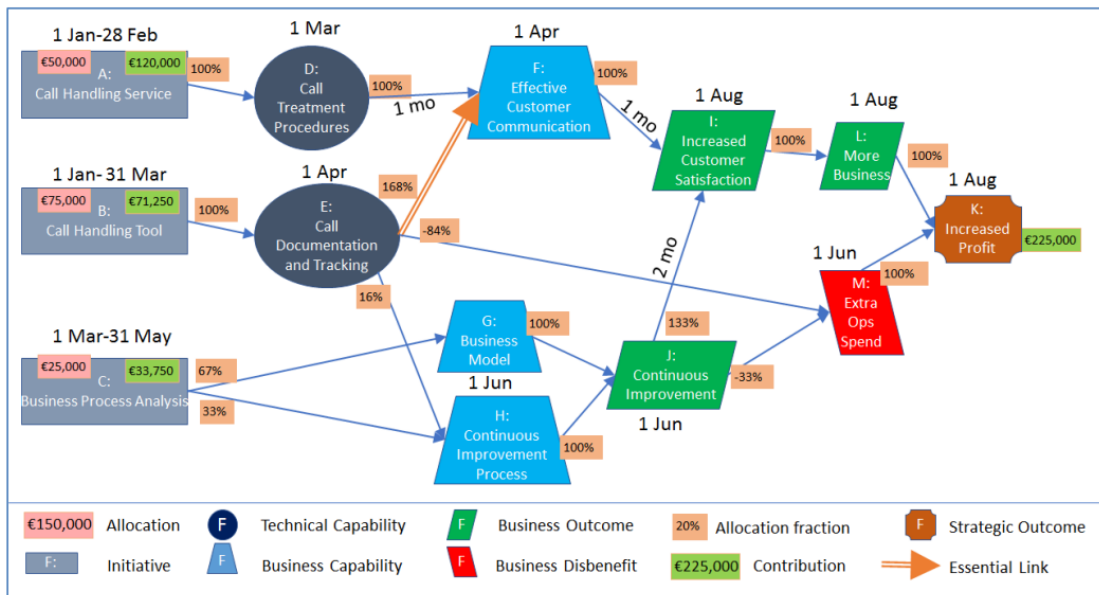 1 Jan-28 Feb
€50,000
€120,000
A:
Call Handling Service
100%
1 Mar
D:
Call
Treatment
Procedures
100%
1 mo
1 Apr
F:
Effective
Customer
Communication
100%
1 mo
1 Aug
I:
Increased
Customer
Satisfaction
100%
1 Aug
L:
More
Business
100%
1 Jan- 31 Mar
€75,000
€71,250
B:
Call Handling Tool
100%
1 Apr
E:
Call
Documentation
and Tracking
168%
-84%
16%
2 mo
1 Aug
K:
Increased
Profit
€225,000
1 Jun
M:
Extra
Ops
Spend
100%
1 Mar-31 May
€25,000
€33,750
C:
Business Process Analysis
67%
33%
G:
Business
Model
100%
1 Jun
H:
Continuous
Improvement
Process
100%
133%
J:
Continuous
Improvement
-33%
1 Jun
€150,000 Allocation
F Technical Capability
F Business Outcome
20% Allocation fraction
F Strategic Outcome
F: Initiative
F Business Capability
F Business Disbenefit
€225,000 Contribution
Essential Link